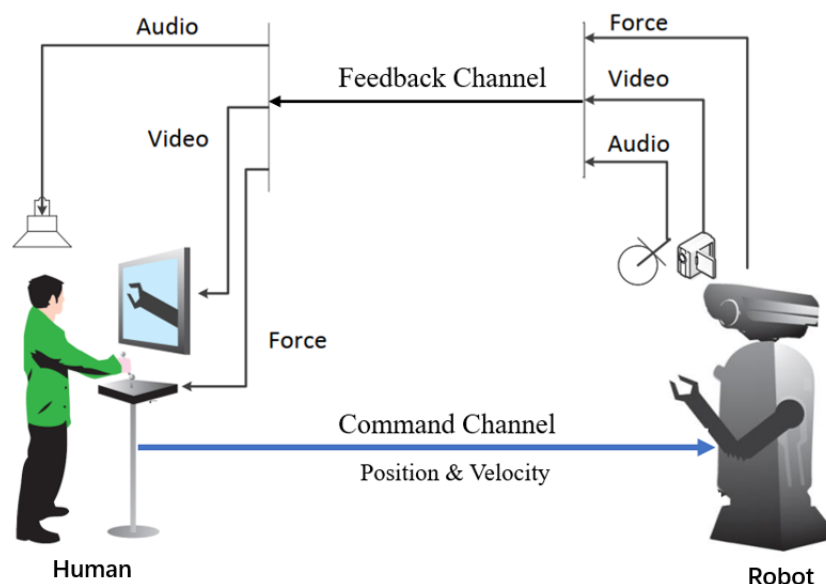 Audio
Force
Feedback Channel
Video
Video
Audio
Force
Command Channel
Position & Velocity
Human
Robot